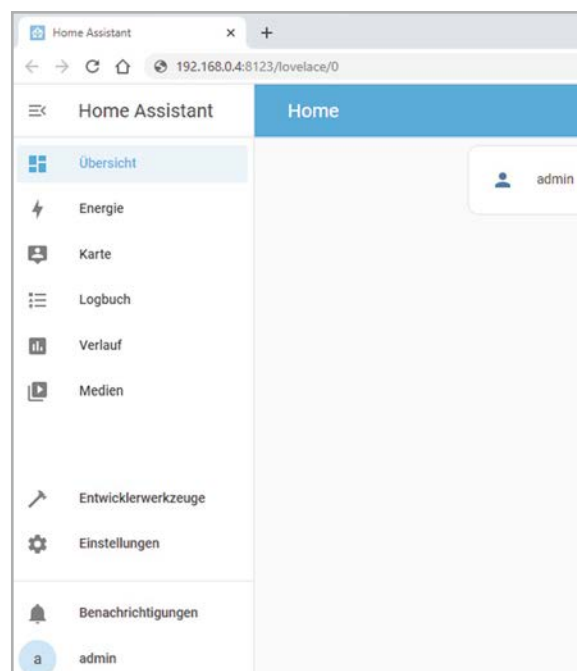 Home Assistant
192.168.0.4:8123/lovelace/0
Home Assistant
Home
Übersicht
admin
Energie
Karte
Logbuch
Verlauf
Medien
Entwicklerwerkzeuge
Einstellungen
Benachrichtigungen
a admin